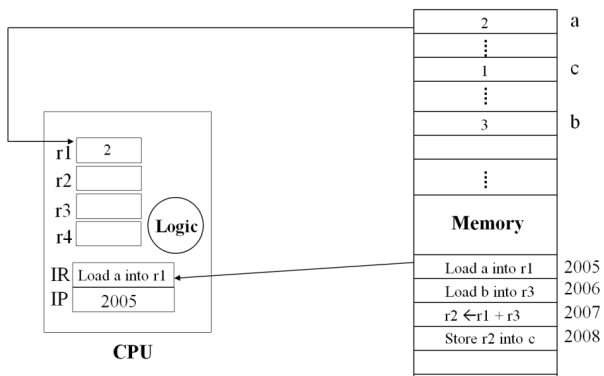 2 a
1 c
3 b
r1 2
r2
r3
r4
Logic
IR Load a into r1
IP 2005
CPU
Memory
Load a into r1 2005
Load b into r3 2006
r2 ←r1 + r3 2007
Store r2 into c 2008